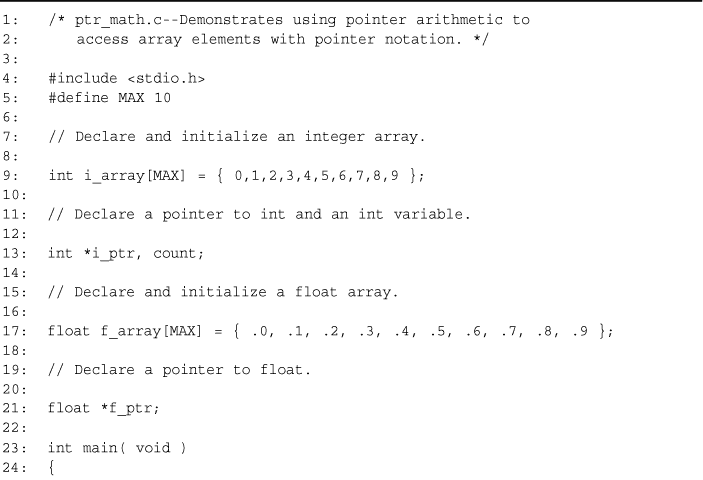 1: /* ptr_math.c--Demonstrates using pointer arithmetic to
2: access array elements with pointer notation. */
3:
4: #include <stdio.h>
5: #define MAX 10
6:
7: // Declare and initialize an integer array.
8:
9: int i_array[MAX] = { 0,1,2,3,4,5,6,7,8,9 };
10:
11: // Declare a pointer to int and an int variable.
12:
13: int *i_ptr, count;
14:
15: // Declare and initialize a float array.
16:
17: float f_array[MAX] = { .0, .1, .2, .3, .4, .5, .6, .7, .8, .9 };
18:
19: // Declare a pointer to float.
20:
21: float *f_ptr;
22:
23: int main( void )
24: {